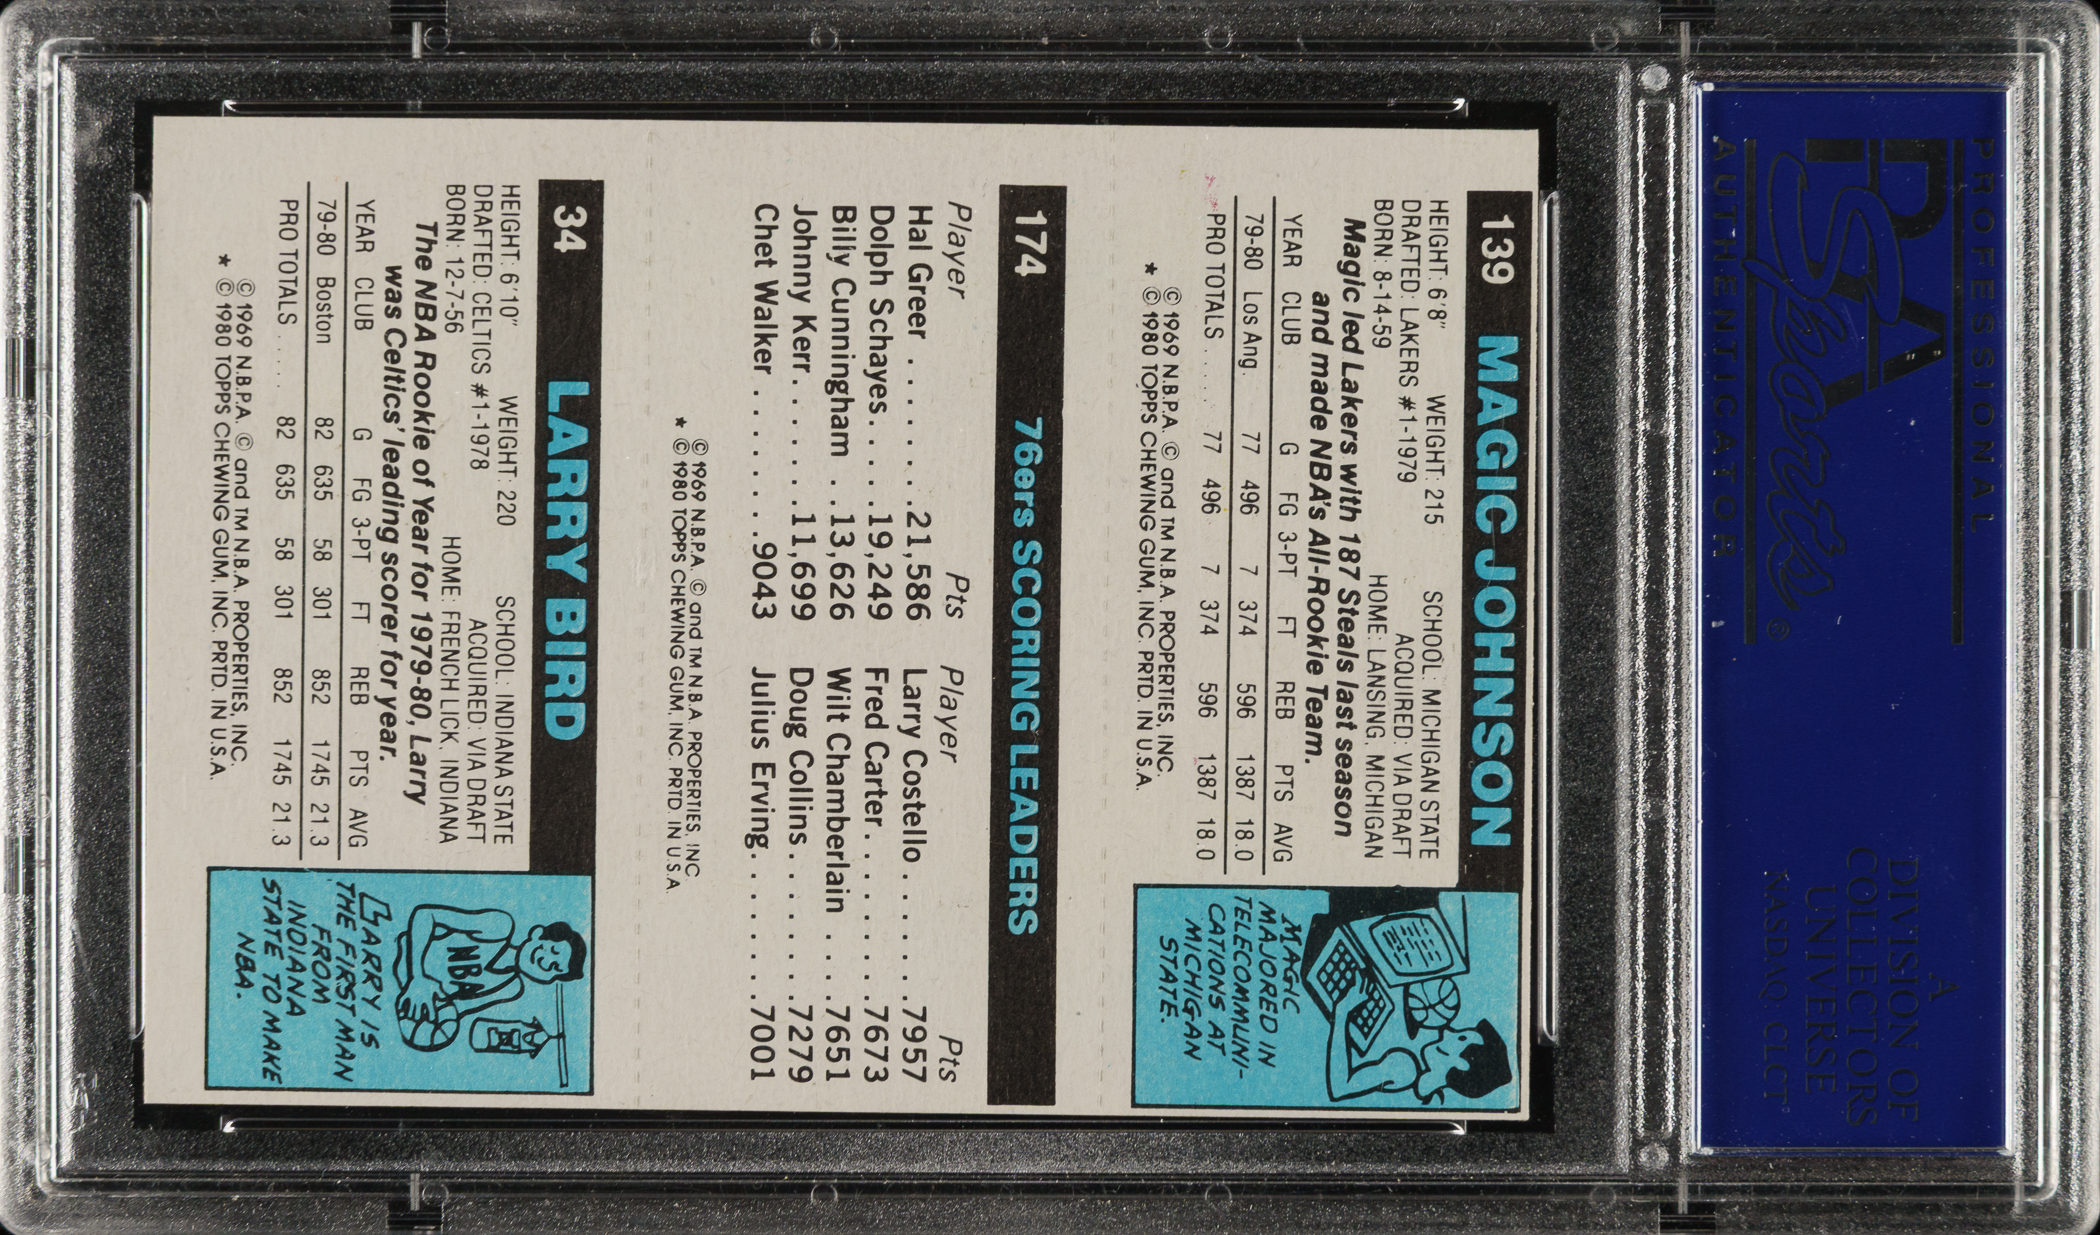 PROFESSIONAL
PSA
Sports®
AUTHENTICATOR
A
DIVISION OF
COLLECTORS
UNIVERSE
NASDAQ: CLCT
139 MAGIC JOHNSON
HEIGHT: 6'8" WEIGHT: 215 SCHOOL: MICHIGAN STATE
DRAFTED: LAKERS #1-1979 ACQUIRED: VIA DRAFT
BORN: 8-14-59 HOME: LANSING, MICHIGAN
Magic led Lakers with 187 Steals last season
and made NBA's All-Rookie Team.
YEAR CLUB G FG 3-PT FT REB PTS AVG
79-80 Los Ang. 77 496 7 374 596 1387 18.0
PRO TOTALS .... 77 496 7 374 596 1387 18.0
© 1969 N.B.P.A. © and TM N.B.A. PROPERTIES, INC.
★ © 1980 TOPPS CHEWING GUM, INC. PRTD. IN U.S.A.
MAGIC
MAJORED IN
TELECOMMUNI-
CATIONS AT
MICHIGAN
STATE.
174 76ers SCORING LEADERS
Player Pts Player Pts
Hal Greer ........21,586 Larry Costello.......7957
Dolph Schayes.....19,249 Fred Carter........7673
Billy Cunningham ..13,626 Wilt Chamberlain ....7651
Johnny Kerr.......11,699 Doug Collins........7279
Chet Walker ........9043 Julius Erving........7001
© 1969 N.B.P.A. © and TM N.B.A. PROPERTIES, INC.
★ © 1980 TOPPS CHEWING GUM, INC. PRTD. IN U.S.A.
34 LARRY BIRD
HEIGHT: 6'10" WEIGHT: 220 SCHOOL: INDIANA STATE
DRAFTED: CELTICS #1-1978 ACQUIRED: VIA DRAFT
BORN: 12-7-56 HOME: FRENCH LICK, INDIANA
The NBA Rookie of Year for 1979-80, Larry
was Celtics' leading scorer for year.
YEAR CLUB G FG 3-PT FT REB PTS AVG
79-80 Boston 82 635 58 301 852 1745 21.3
PRO TOTALS .... 82 635 58 301 852 1745 21.3
© 1969 N.B.P.A. © and TM N.B.A. PROPERTIES, INC.
★ © 1980 TOPPS CHEWING GUM, INC. PRTD. IN U.S.A.
NBA
LARRY IS
THE FIRST MAN
FROM
INDIANA
STATE TO MAKE
NBA.